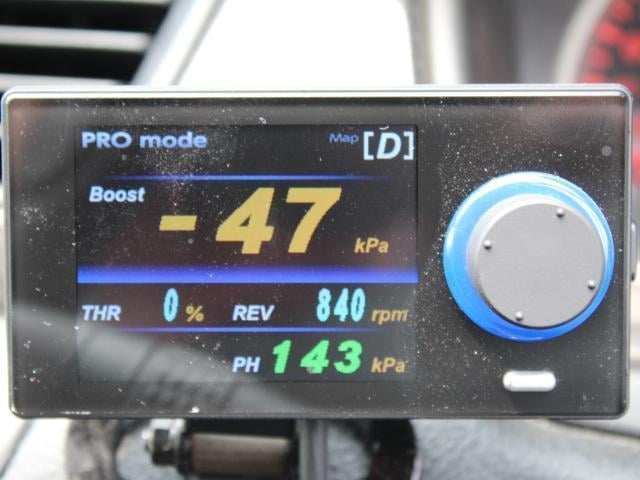 PRO mode Map [D]
Boost
-47 kPa
THR 0 % REV 840 rpm
PH 143 kPa